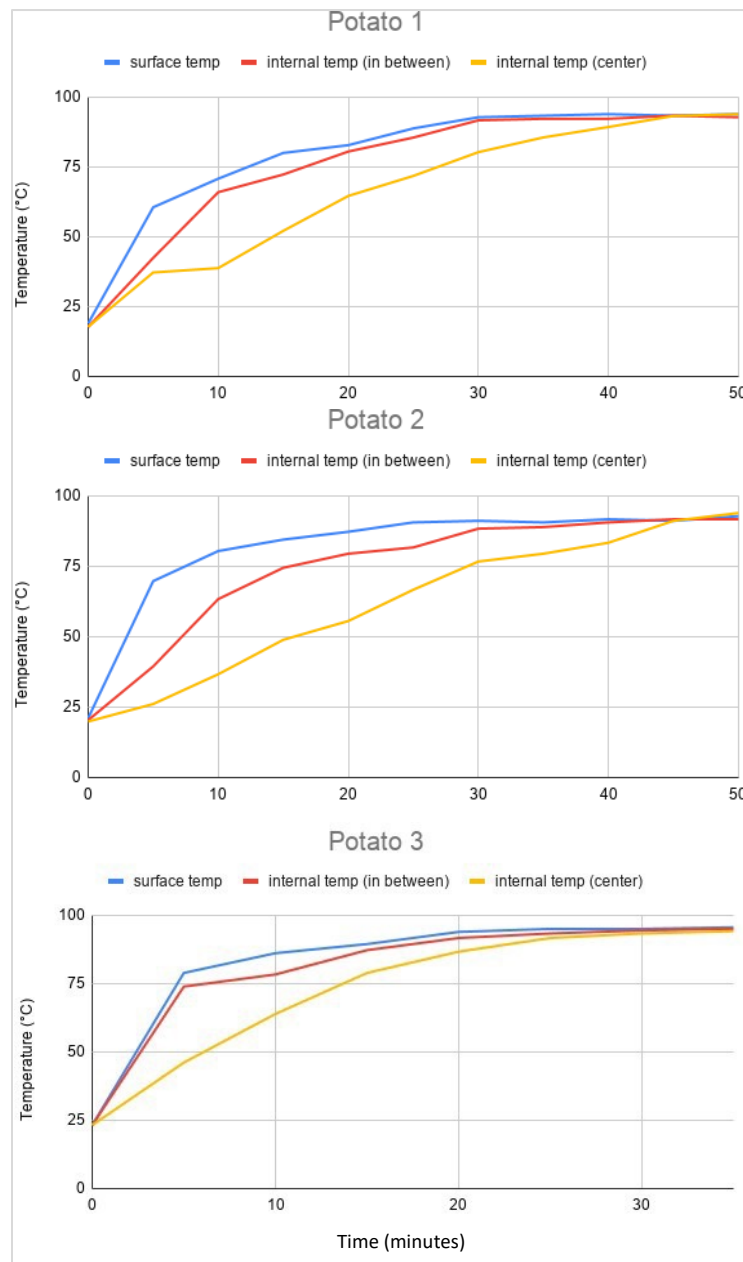 Potato 1
surface temp internal temp (in between) internal temp (center)
100
75
50
25
0
Temperature (°C)
0 10 20 30 40 50
Potato 2
surface temp internal temp (in between) internal temp (center)
100
75
50
25
0
Temperature (°C)
0 10 20 30 40 50
Potato 3
surface temp internal temp (in between) internal temp (center)
100
75
50
25
0
Temperature (°C)
0 10 20 30
Time (minutes)